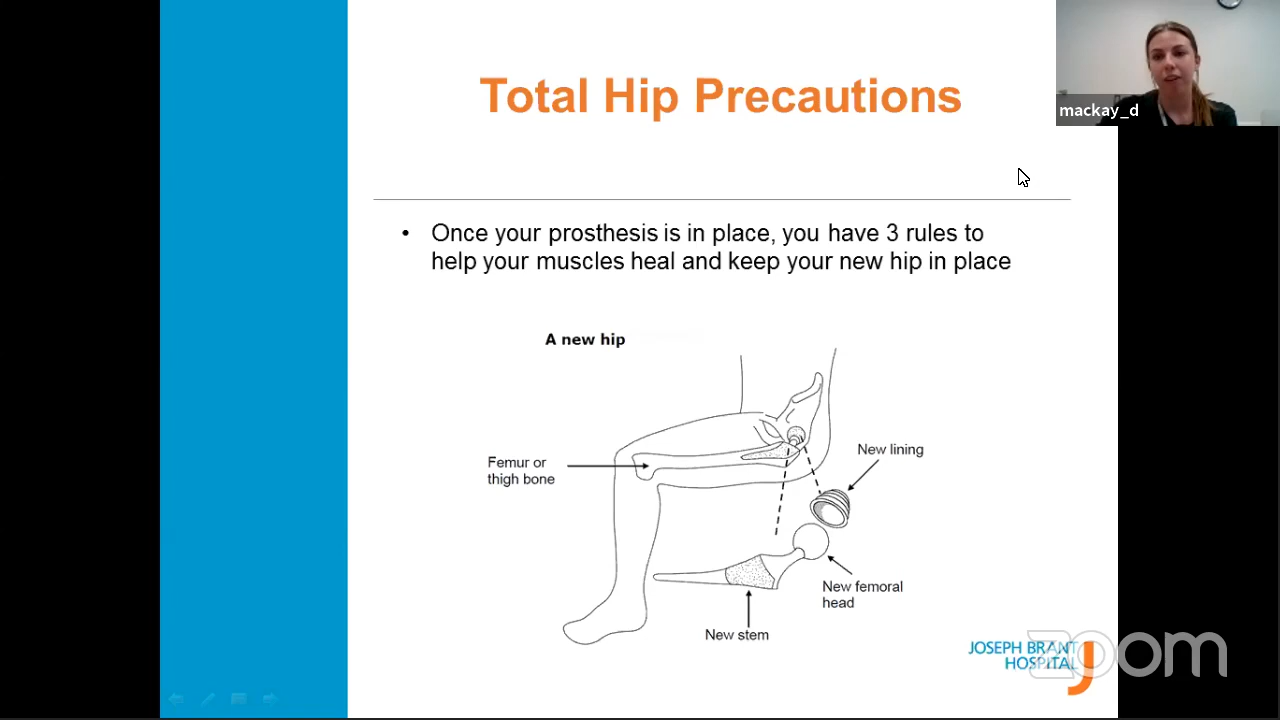 Total Hip Precautions
mackay_d
• Once your prosthesis is in place, you have 3 rules to
help your muscles heal and keep your new hip in place
A new hip
New lining
Femur or
thigh bone
New femoral
head
New stem
JOSEPH BRANT
HOSPITAL
zoom